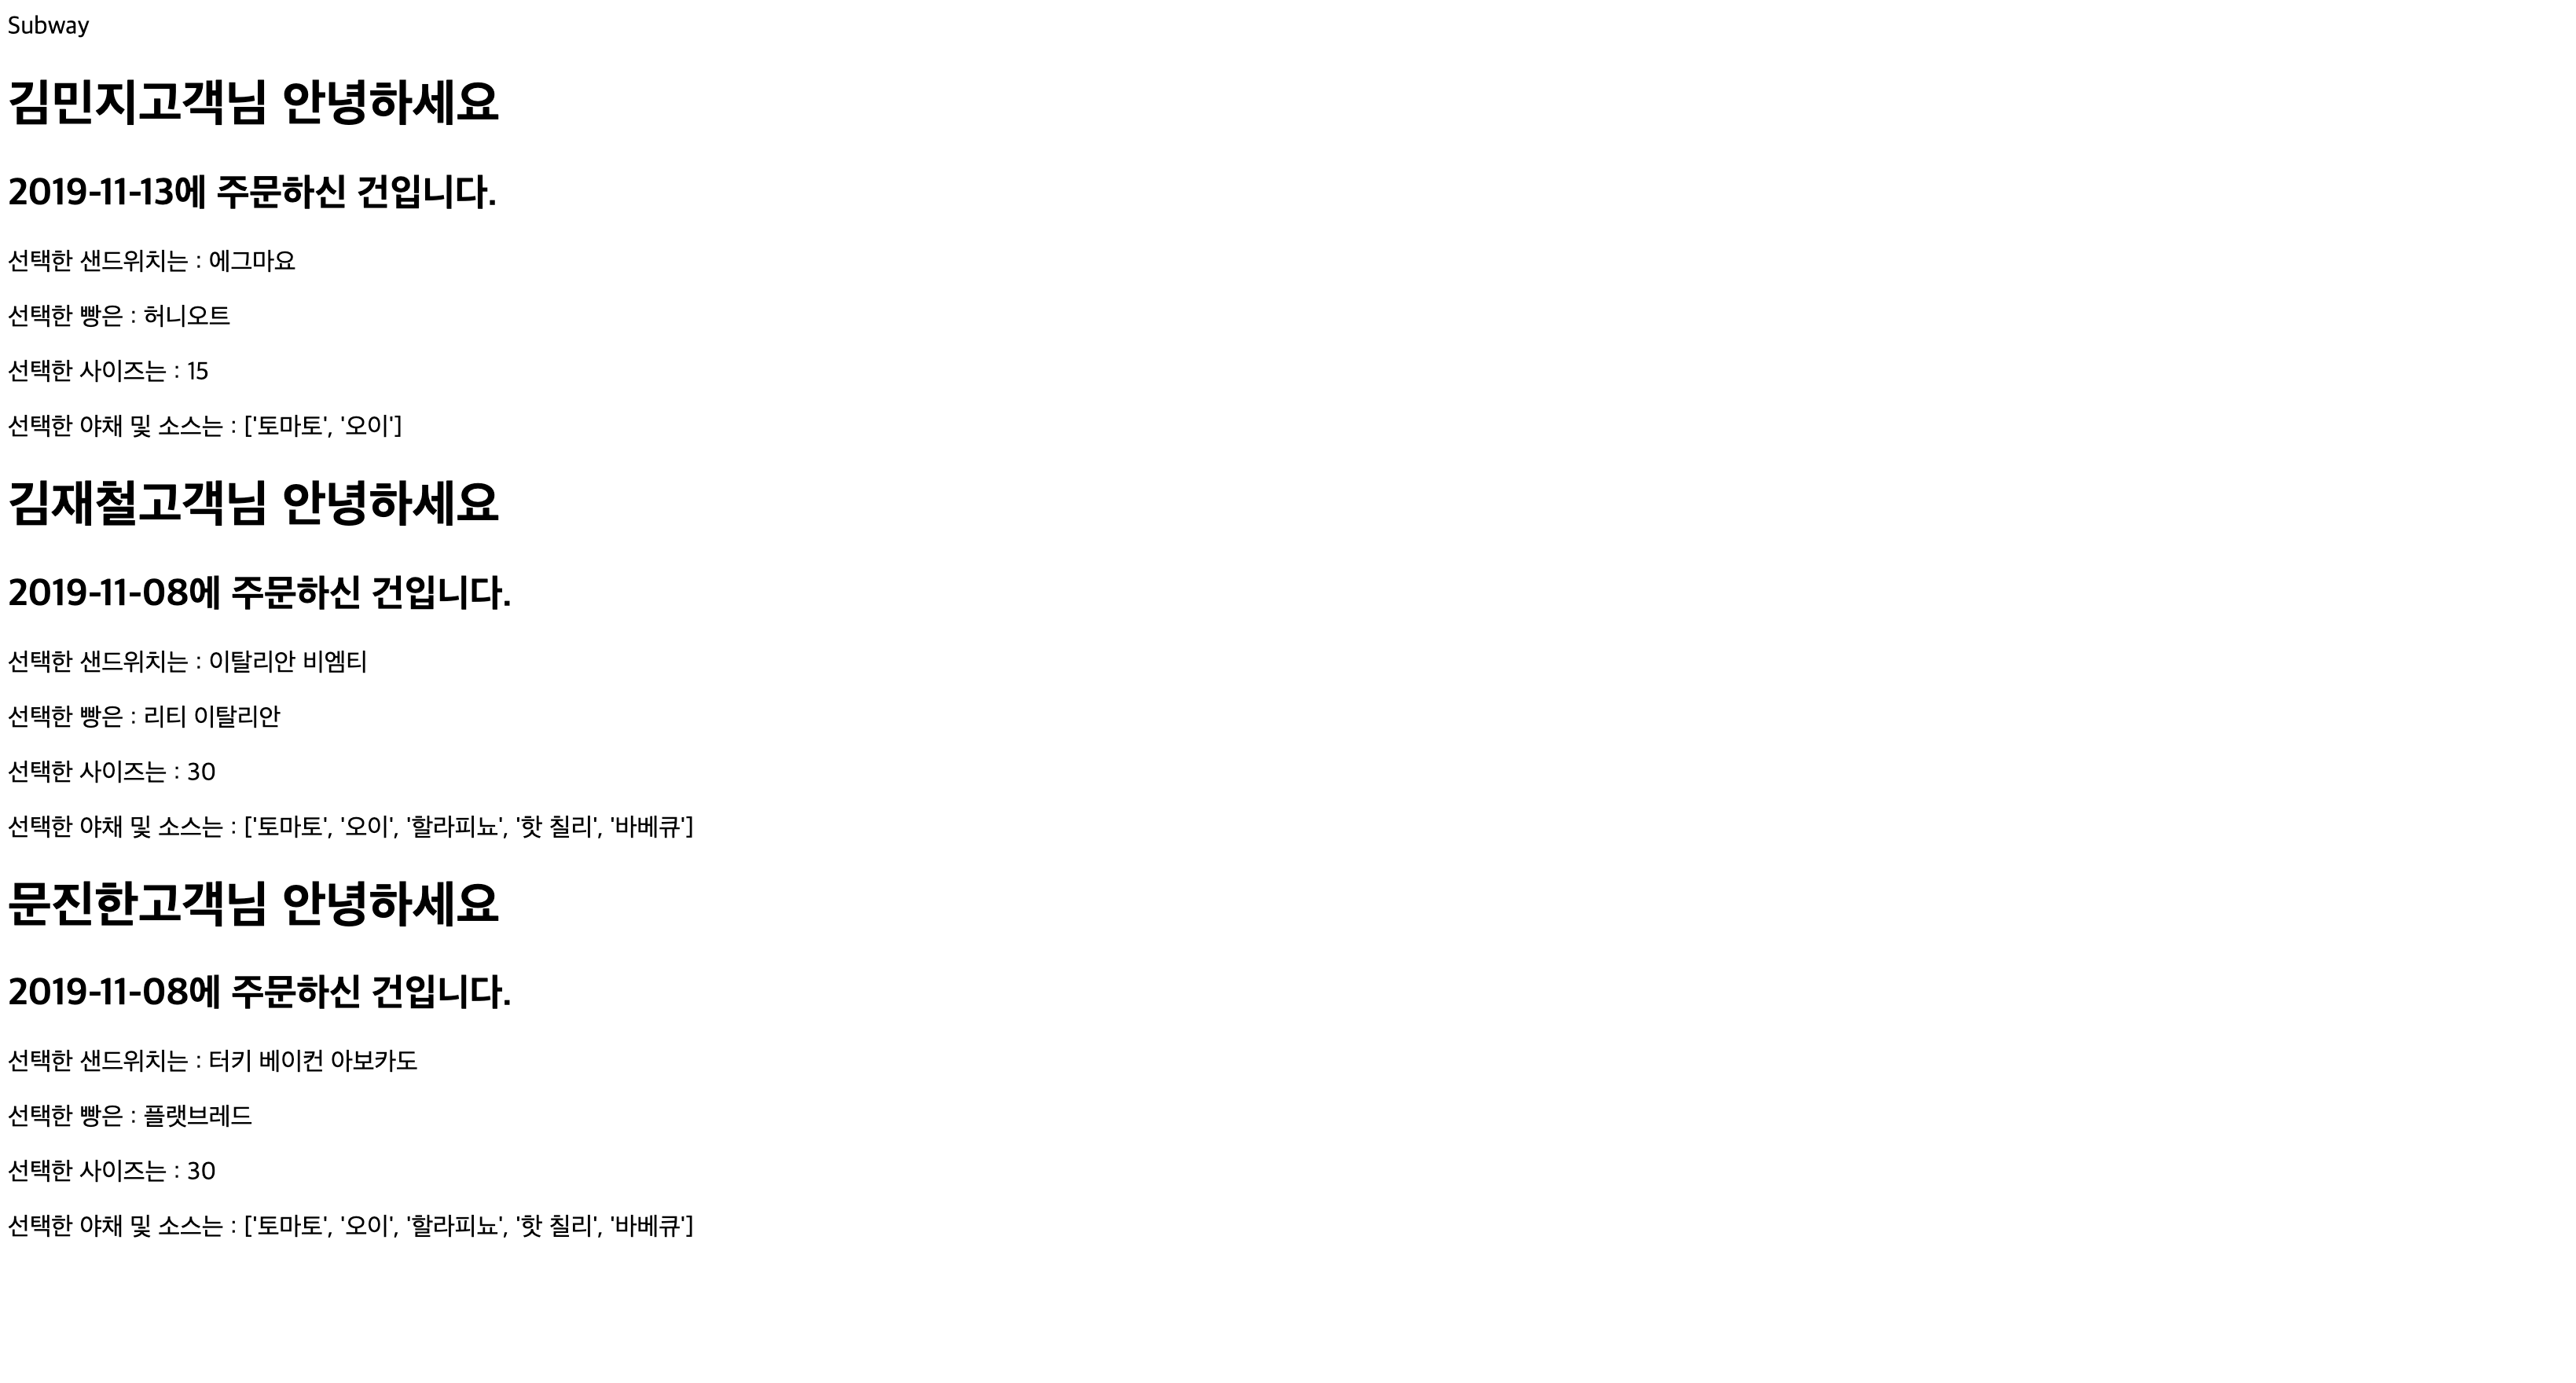 Subway
김민지고객님 안녕하세요
2019-11-13에 주문하신 건입니다.
선택한 샌드위치는 : 에그마요
선택한 빵은 : 허니오트
선택한 사이즈는 : 15
선택한 야채 및 소스는 : ['토마토', '오이']
김재철고객님 안녕하세요
2019-11-08에 주문하신 건입니다.
선택한 샌드위치는 : 이탈리안 비엠티
선택한 빵은 : 리티 이탈리안
선택한 사이즈는 : 30
선택한 야채 및 소스는 : ['토마토', '오이', '할라피뇨', '핫 칠리', '바베큐']
문진한고객님 안녕하세요
2019-11-08에 주문하신 건입니다.
선택한 샌드위치는 : 터키 베이컨 아보카도
선택한 빵은 : 플랫브레드
선택한 사이즈는 : 30
선택한 야채 및 소스는 : ['토마토', '오이', '할라피뇨', '핫 칠리', '바베큐']